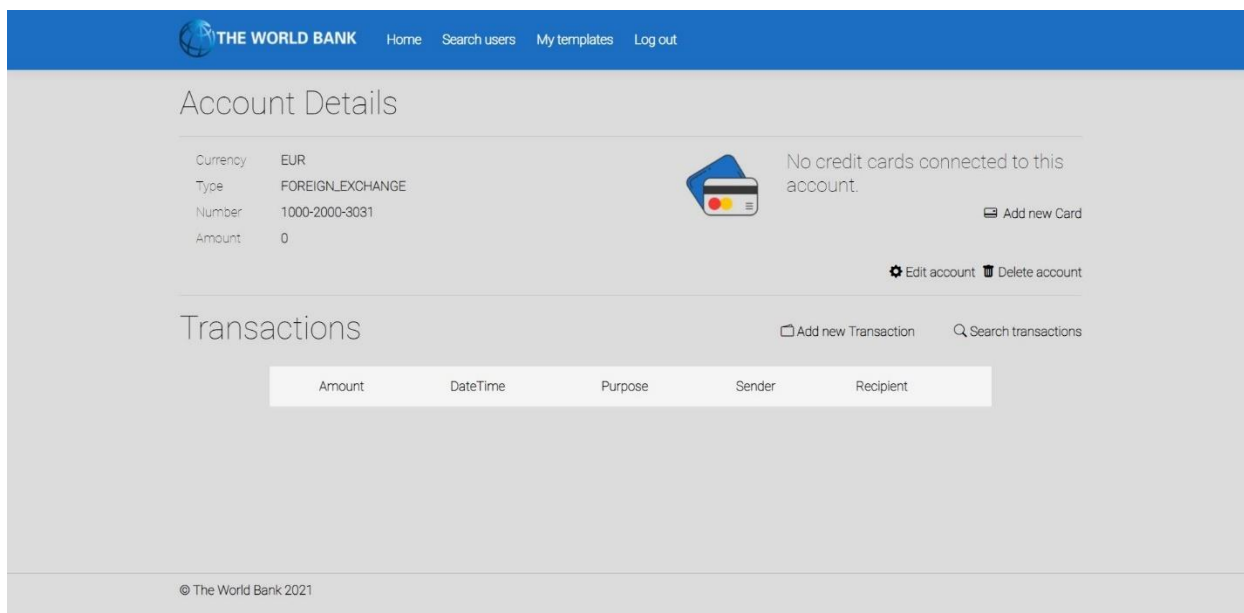 THE WORLD BANK Home Search users My templates Log out
Account Details
Currency EUR
Type FOREIGN_EXCHANGE
Number 1000-2000-3031
Amount 0
No credit cards connected to this
account.
Add new Card
Edit account Delete account
Transactions
Add new Transaction Search transactions
Amount DateTime Purpose Sender Recipient
© The World Bank 2021